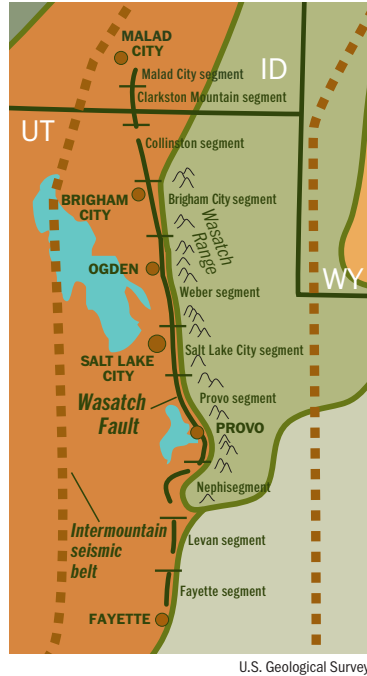 MALAD
CITY
Malad City segment
ID
Clarkston Mountain segment
UT
Collinston segment
BRIGHAM
CITY
Brigham City segment
Wasatch
Range
OGDEN
WY
Weber segment
SALT LAKE
CITY
Salt Lake City segment
Wasatch
Fault
Provo segment
PROVO
Nephisegment
Intermountain
seismic
belt
Levan segment
Fayette segment
FAYETTE
U.S. Geological Survey